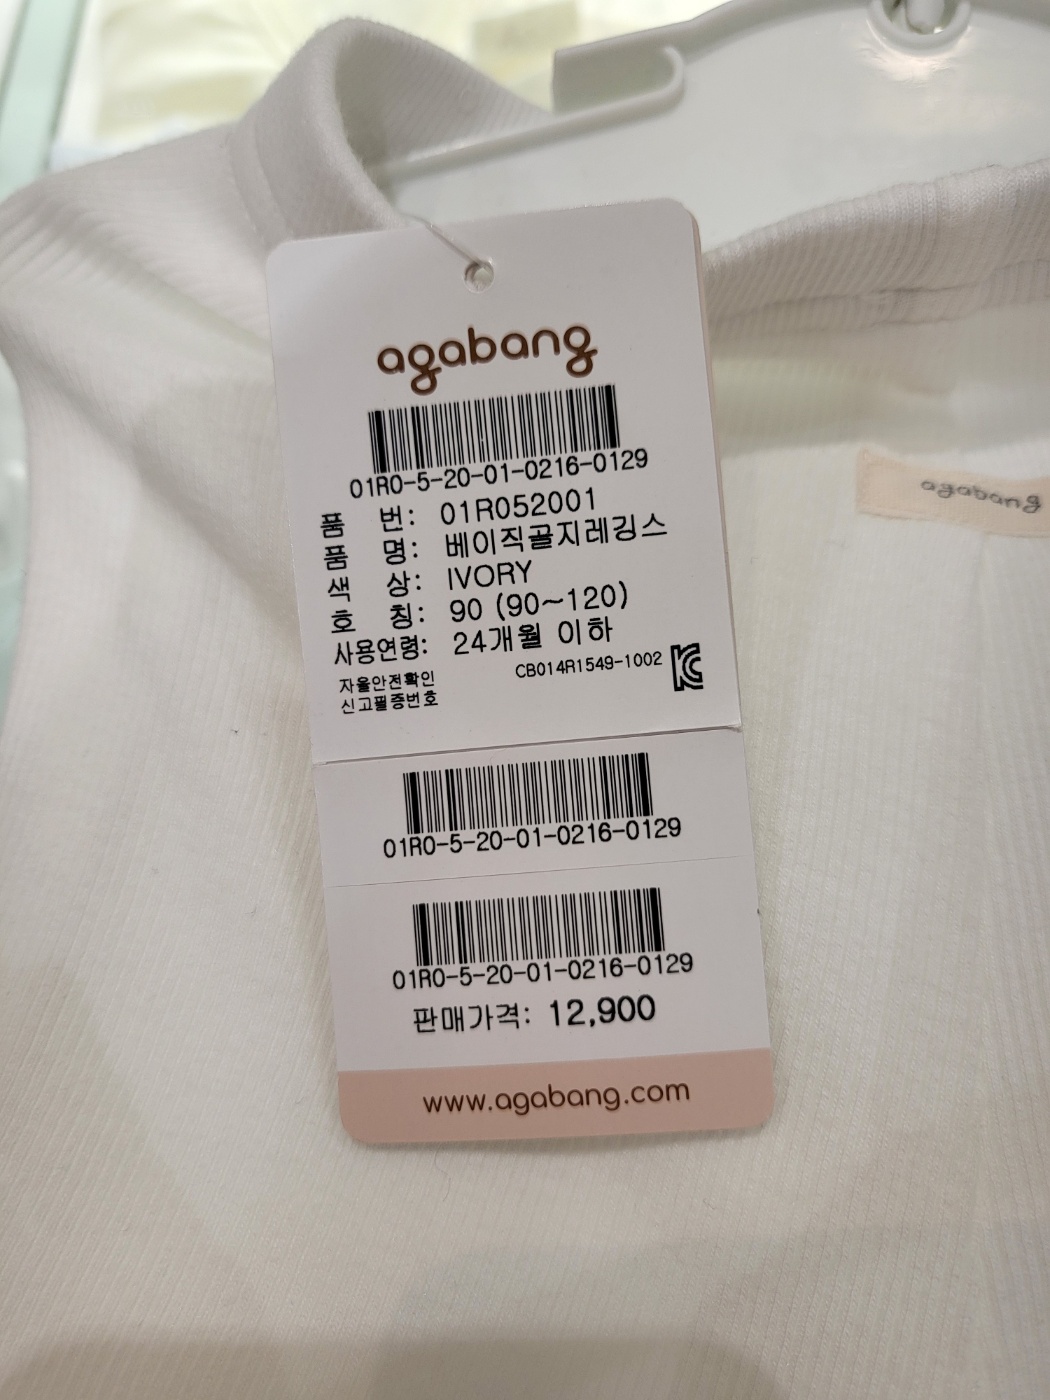 agabang
01R0-5-20-01-0216-0129
품 번: 01R052001
품 명: 베이직골지레깅스
색 상: IVORY
호 칭: 90 (90~120)
사용연령: 24개월 이하
자율안전확인
신고필증번호
CB014R1549-1002
01R0-5-20-01-0216-0129
01R0-5-20-01-0216-0129
판매가격: 12,900
www.agabang.com
agabang